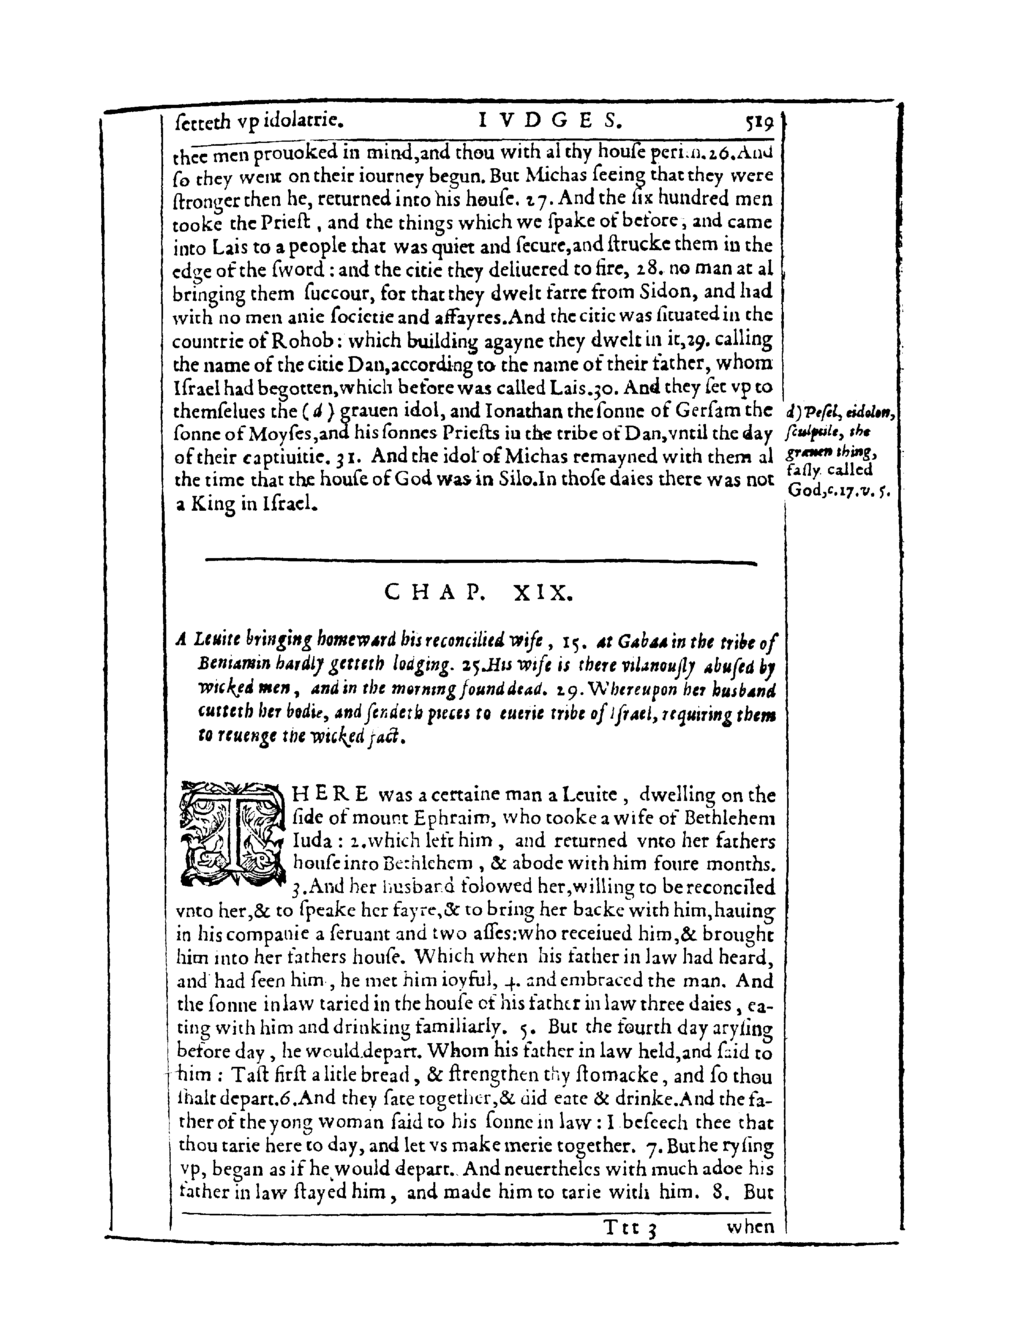 ſetteth vp idolatrie. IVDGES. 519
thee men prouoked in mind,and thou with al thy houſe periſh.26.And
ſo they went on their iourney begun. But Michas ſeeing that they were
ſtronger then he, returned into his houſe. 27. And the ſix hundred men
tooke the Prieſt , and the things which we ſpake of before, and came
into Lais to a people that was quiet and ſecure,and ſtrucke them in the
edge of the ſword : and the citie they deliuered to fire, 28. no man at al
bringing them ſuccour, for that they dwelt farre from Sidon, and had
with no men anie ſocietie and affayres.And the citie was ſituated in the
countrie of Rohob : which building agayne they dwelt in it,29. calling
the name of the citie Dan,according to the name of their father, whom
Iſrael had begotten,which before was called Lais.30. And they ſet vp to
themſelues the (d) grauen idol, and Ionathan the ſonne of Gerſam the
ſonne of Moyſes,and his ſonnes Prieſts in the tribe of Dan,vntil the day
of their captiuitie. 31. And the idol of Michas remayned with them al
the time that the houſe of God was in Silo.In thoſe daies there was not
a King in Iſrael.
d)Peſel, eidolon,
ſculptile, the
grauen thing,
faſly called
God,c.17.v.5.
CHAP. XIX.
A Leuite bringing homeward his reconcilied wife , 15. at Gabaa in the tribe of
Beniamin hardly getteth lodging. 25.His wife is there vilanouſly abuſed by
wicked men, and in the morning found dead. 29.Whereupon her husband
cutteth her bodie, and ſendeth pieces to euerie tribe of Iſrael, requiring them
to reuenge the wicked fact.
THERE was a certaine man a Leuite , dwelling on the
ſide of mount Ephraim, who tooke a wife of Bethlehem
Iuda : 2.which left him , and returned vnto her fathers
houſe into Bethlehem , & abode with him foure months.
3.And her husband folowed her,willing to be reconciled
vnto her,& to ſpeake her fayre,& to bring her backe with him,hauing
in his companie a ſeruant and two aſſes:who receiued him,& brought
him into her fathers houſe. Which when his father in law had heard,
and had ſeen him , he met him ioyful, 4. and embraced the man. And
the ſonne in law taried in the houſe of his father in law three daies , ea-
ting with him and drinking familiarly. 5. But the fourth day aryſing
before day , he would depart. Whom his father in law held,and ſaid to
him : Taſt firſt a litle bread , & ſtrengthen thy ſtomacke , and ſo thou
ſhalt depart.6.And they ſate together,& did eate & drinke.And the fa-
ther of the yong woman ſaid to his ſonne in law : I beſeech thee that
thou tarie here to day, and let vs make merie together. 7. But he ryſing
vp, began as if he would depart. And neuertheles with much adoe his
father in law ſtayed him , and made him to tarie with him. 8. But
Ttt 3 when